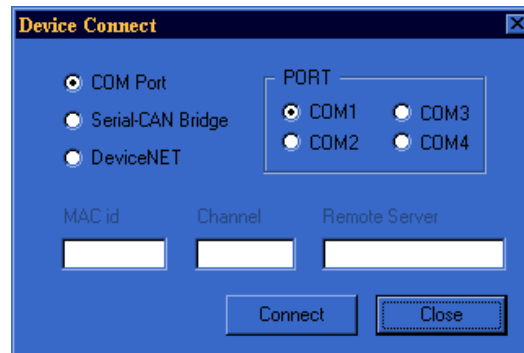 Device Connect
COM Port
Serial-CAN Bridge
DeviceNET
PORT
COM1 COM3
COM2 COM4
MAC id Channel Remote Server
Connect Close